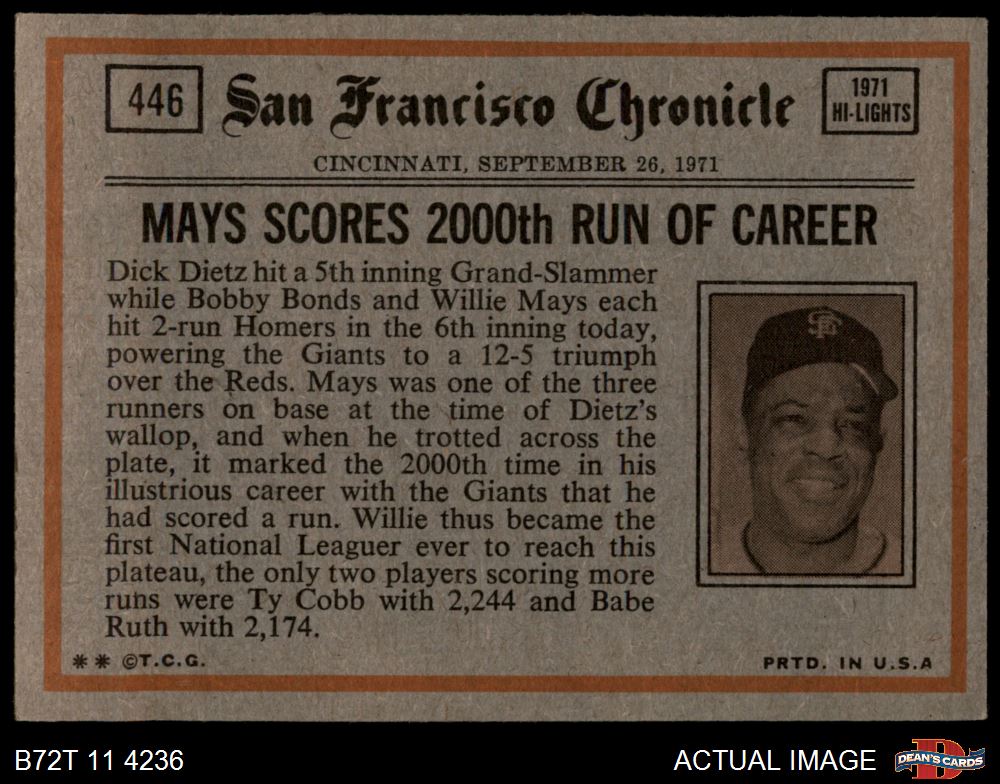 446
San Francisco Chronicle
1971
HI-LIGHTS
CINCINNATI, SEPTEMBER 26, 1971
MAYS SCORES 2000th RUN OF CAREER
Dick Dietz hit a 5th inning Grand-Slammer
while Bobby Bonds and Willie Mays each
hit 2-run Homers in the 6th inning today,
powering the Giants to a 12-5 triumph
over the Reds. Mays was one of the three
runners on base at the time of Dietz's
wallop, and when he trotted across the
plate, it marked the 2000th time in his
illustrious career with the Giants that he
had scored a run. Willie thus became the
first National Leaguer ever to reach this
plateau, the only two players scoring more
runs were Ty Cobb with 2,244 and Babe
Ruth with 2,174.
SF
** ©T.C.G.
PRTD. IN U.S.A
B72T 11 4236
ACTUAL IMAGE
D
DEAN'S CARDS